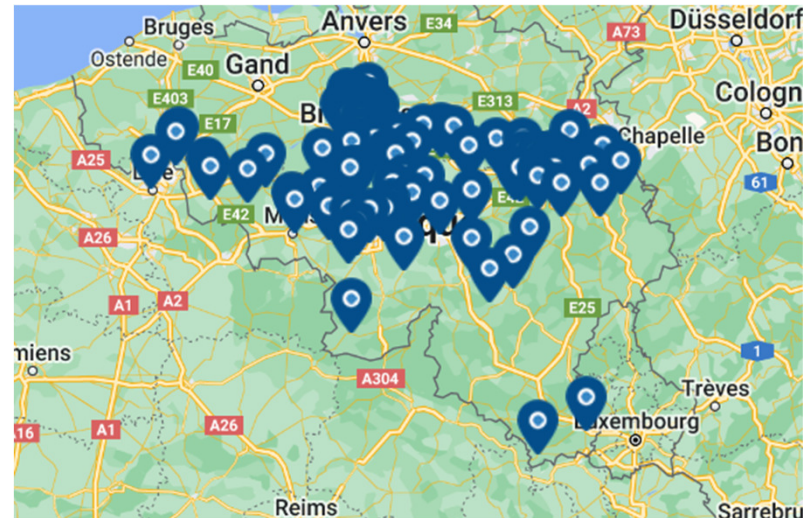 Bruges
Anvers
E34
A73
Düsseldorf
Ostende
E40
Gand
E403
E313
A2
Cologn
E17
Chapelle
Bon
A25
61
E42
A26
A1
A2
E25
miens
A304
1
Trèves
16
A1
A26
Luxembourg
Reims
Sarrebru